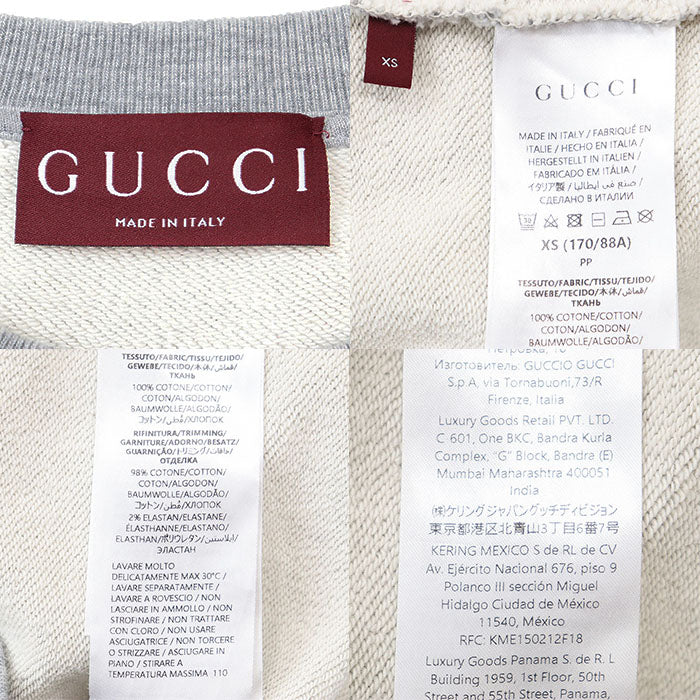 GUCCI
MADE IN ITALY
XS
GUCCI
MADE IN ITALY / FABRIQUÉ EN
ITALIE / HECHO EN ITALIA /
HERGESTELLT IN ITALIEN /
FABRICADO EM ITÁLIA /
イタリア製 / صنع في ايطاليا /
СДЕЛАНО В ИТАЛИИ
30
XS (170/88A)
PP
TESSUTO/FABRIC/TISSU/TEJIDO/
GEWEBE/TECIDO/本体/قماش/
ТКАНЬ
100% COTONE/COTTON/
COTON/ALGODON/
TESSUTO/FABRIC/TISSU/TEJIDO/
GEWEBE/TECIDO/本体/قماش/
ТКАНЬ
100% COTONE/COTTON/
COTON/ALGODON/
BAUMWOLLE/ALGODÃO/
コットン/قطن/ХЛОПОК
RIFINITURA/TRIMMING/
GARNITURE/ADORNO/BESATZ/
GUARNIÇÃO/トリミング/حافات/
ОТДЕЛКА
98% COTONE/COTTON/
COTON/ALGODON/
BAUMWOLLE/ALGODÃO/
コットン/قطن/ХЛОПОК
2% ELASTAN/ELASTANE/
ÉLASTHANNE/ELASTANO/
ELASTHAN/ポリウレタン/ايلاستين/
ЭЛАСТАН
LAVARE MOLTO
DELICATAMENTE MAX 30°C /
LAVARE SEPARATAMENTE /
LAVARE A ROVESCIO / NON
LASCIARE IN AMMOLLO / NON
STROFINARE / NON TRATTARE
CON CLORO / NON USARE
ASCIUGATRICE / NON TORCERE
O STRIZZARE / ASCIUGARE IN
PIANO / STIRARE A
TEMPERATURA MASSIMA 110
Петровка, 16
Изготовитель: GUCCIO GUCCI
S.p.A, via Tornabuoni,73/R
Firenze, Italia
Luxury Goods Retail PVT. LTD.
C 601, One BKC, Bandra Kurla
Complex, "G" Block, Bandra (E)
Mumbai Maharashtra 400051
India
㈱ケリングジャパングッチディビジョン
東京都港区北青山3丁目6番7号
KERING MEXICO S de RL de CV
Av. Ejército Nacional 676, piso 9
Polanco III sección Miguel
Hidalgo Ciudad de México
11540, México
RFC: KME150212F18
Luxury Goods Panama S. de R. L
Building 1959, 1st Floor, 50th
Street and 55th Street, Panama